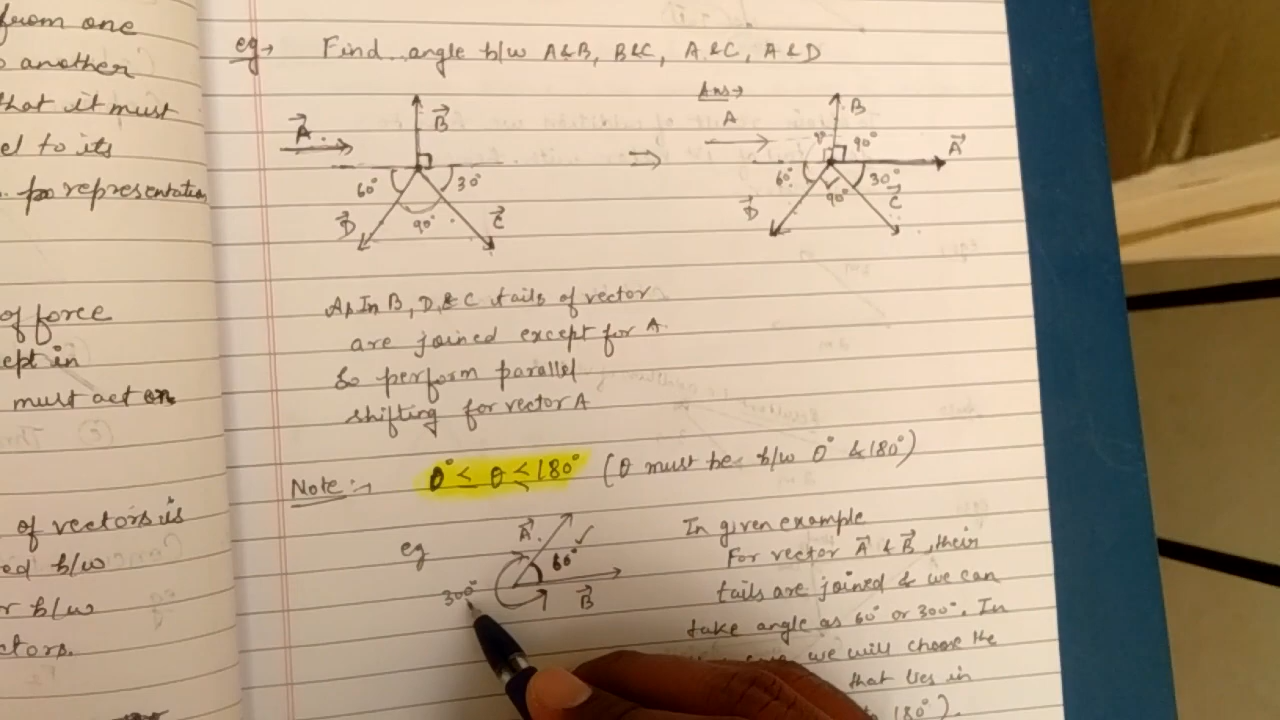 from one
another
that it must
el to its
representation
of force
ept in
must act on
of vectors is
ed b/w
r b/w
ctors.
eg→ Find angle b/w A&B, B&C, A&C, A&D
A→ B→
60° 30°
D→ 90° C→
⇒
Ans→
A B
90° A→
60° 30°
D→ 90° C→
In B, D, & C tails of vector
are joined except for A.
So perform parallel
shifting for vector A
Note:→ 0° ≤ θ ≤ 180° (θ must be b/w 0° & 180°)
eg A→ 60° ✓
300° B→
In given example
For vector A→ & B→, their
tails are joined & we can
take angle as 60° or 300°. In
we will choose the
that lies in
180°).